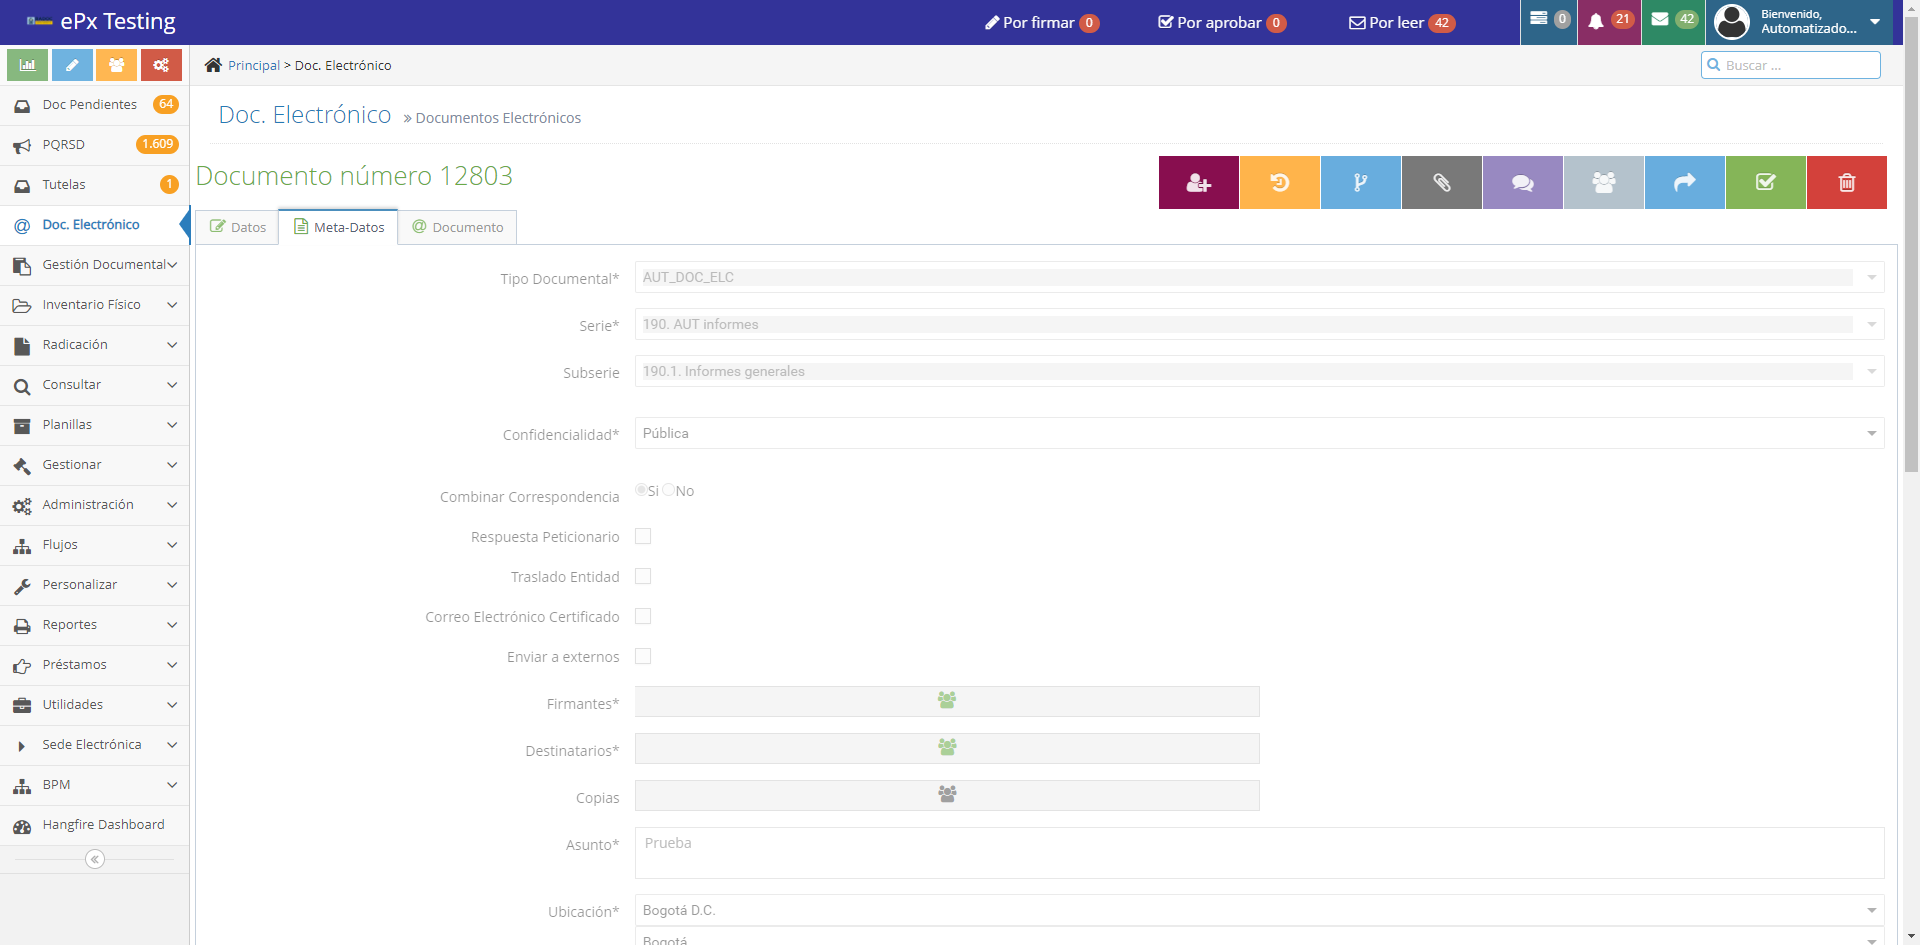 ePx Testing
Por firmar 0
Por aprobar 0
Por leer 42
0
21
42
Bienvenido,
Automatizado...
Principal > Doc. Electrónico
Buscar ...
Doc Pendientes 64
PQRSD 1.609
Tutelas 1
Doc. Electrónico
Gestión Documental
Inventario Físico
Radicación
Consultar
Planillas
Gestionar
Administración
Flujos
Personalizar
Reportes
Préstamos
Utilidades
Sede Electrónica
BPM
Hangfire Dashboard
Doc. Electrónico » Documentos Electrónicos
Documento número 12803
Datos
Meta-Datos
Documento
Tipo Documental* AUT_DOC_ELC
Serie* 190. AUT informes
Subserie 190.1. Informes generales
Confidencialidad* Pública
Combinar Correspondencia Si No
Respuesta Peticionario
Traslado Entidad
Correo Electrónico Certificado
Enviar a externos
Firmantes*
Destinatarios*
Copias
Asunto* Prueba
Ubicación* Bogotá D.C.
Bogotá